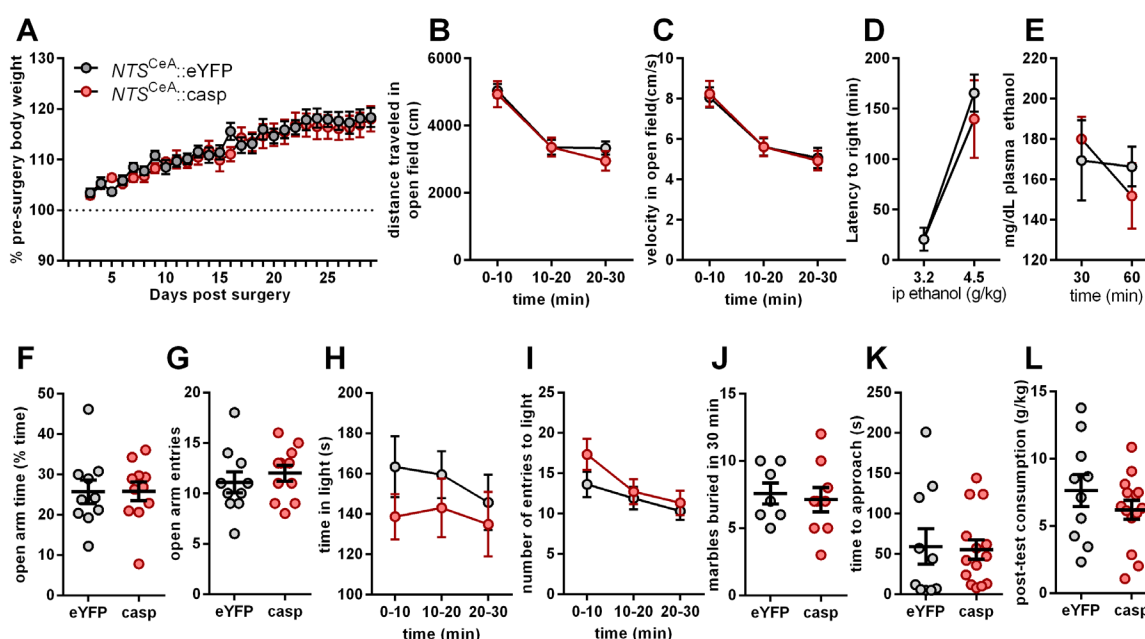 A
% pre-surgery body weight
130
120
110
100
90
NTS^CeA::eYFP
NTS^CeA::casp
5
10
15
20
25
Days post surgery
B
distance traveled in
open field (cm)
6000
4000
2000
0
0-10
10-20
20-30
time (min)
C
velocity in open field(cm/s)
10
8
6
4
2
0
0-10
10-20
20-30
time (min)
D
Latency to right (min)
200
150
100
50
0
3.2
4.5
ip ethanol (g/kg)
E
mg/dL plasma ethanol
220
200
180
160
140
120
30
60
time (min)
F
open arm time (% time)
50
40
30
20
10
0
eYFP
casp
G
open arm entries
20
15
10
5
0
eYFP
casp
H
time in light (s)
200
180
160
140
120
100
0-10
10-20
20-30
time (min)
I
number of entries to light
25
20
15
10
5
0
0-10
10-20
20-30
time (min)
J
marbles buried in 30 min
15
10
5
0
eYFP
casp
K
time to approach (s)
250
200
150
100
50
0
eYFP
casp
L
post-test consumption (g/kg)
15
10
5
0
eYFP
casp